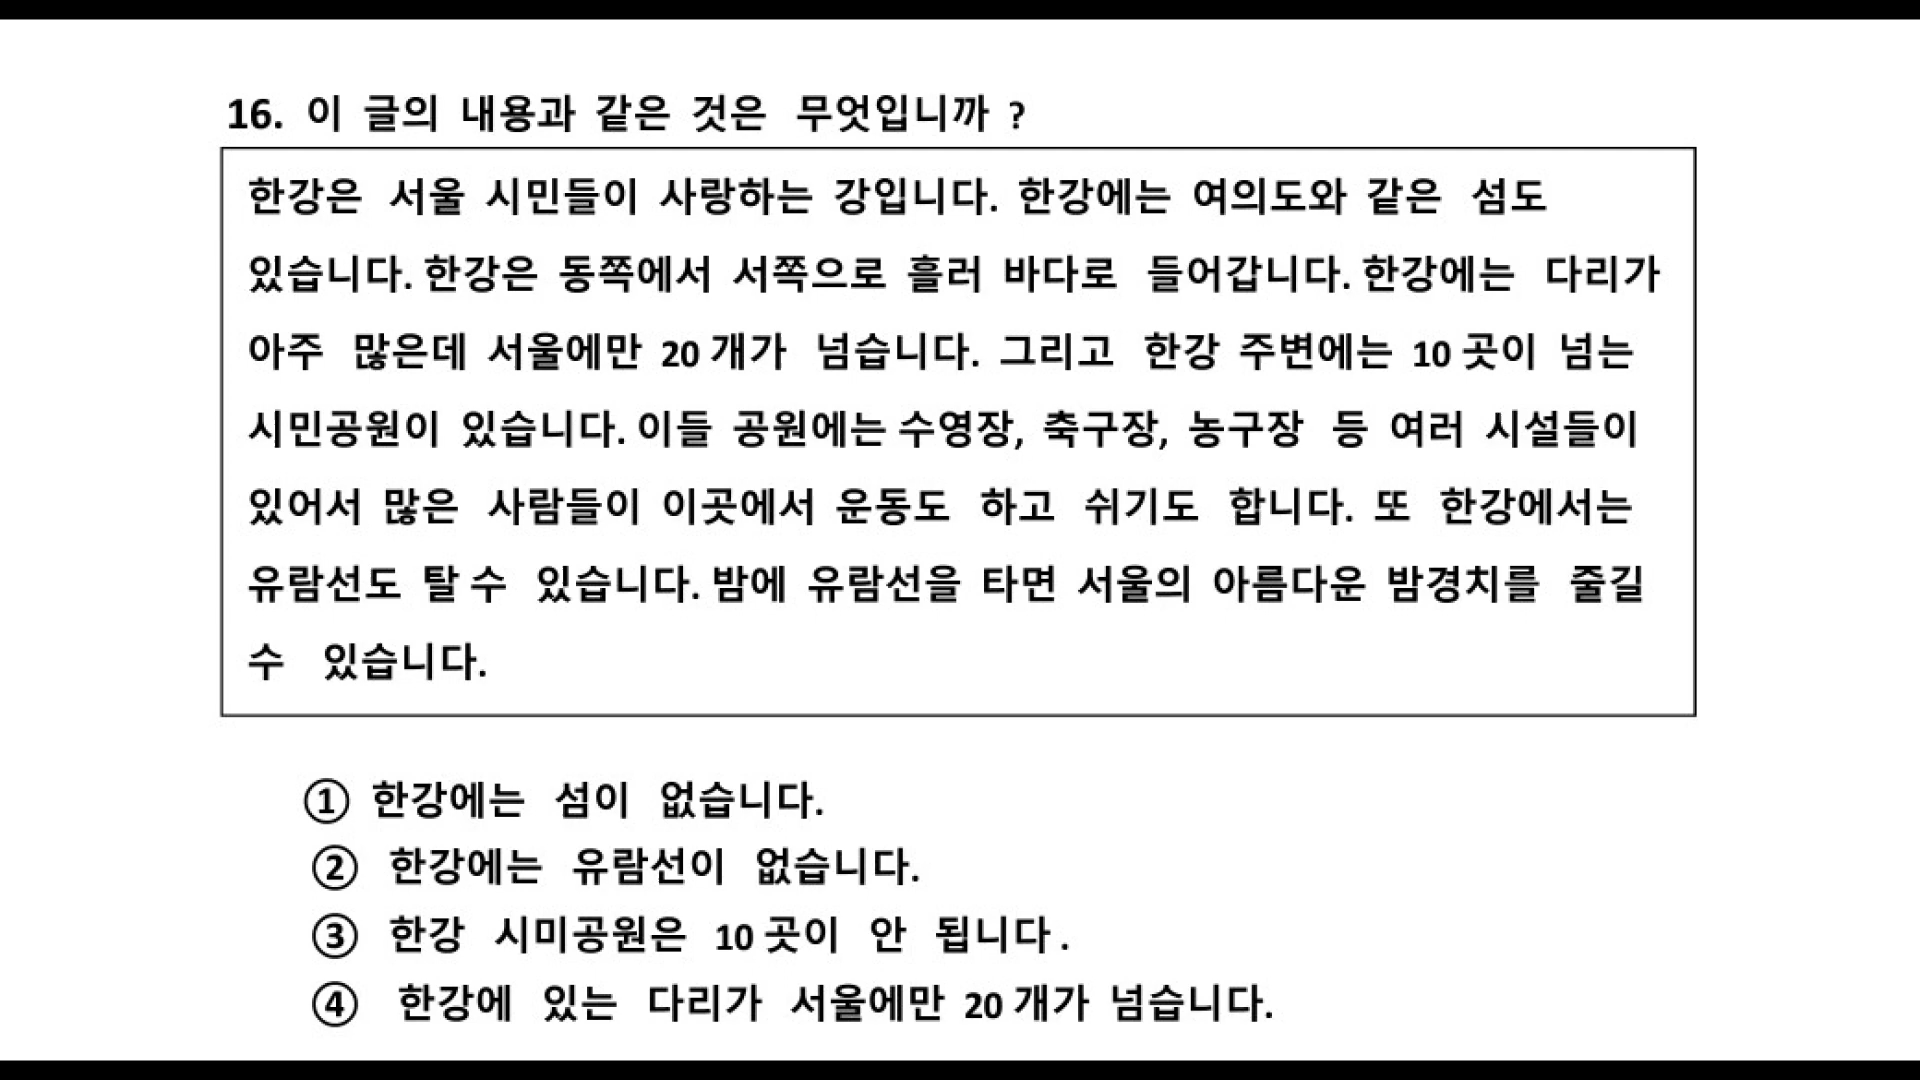 16. 이 글의 내용과 같은 것은 무엇입니까 ?
한강은 서울 시민들이 사랑하는 강입니다. 한강에는 여의도와 같은 섬도
있습니다. 한강은 동쪽에서 서쪽으로 흘러 바다로 들어갑니다. 한강에는 다리가
아주 많은데 서울에만 20 개가 넘습니다. 그리고 한강 주변에는 10 곳이 넘는
시민공원이 있습니다. 이들 공원에는 수영장, 축구장, 농구장 등 여러 시설들이
있어서 많은 사람들이 이곳에서 운동도 하고 쉬기도 합니다. 또 한강에서는
유람선도 탈 수 있습니다. 밤에 유람선을 타면 서울의 아름다운 밤경치를 줄길
수 있습니다.
① 한강에는 섬이 없습니다.
② 한강에는 유람선이 없습니다.
③ 한강 시미공원은 10 곳이 안 됩니다 .
④ 한강에 있는 다리가 서울에만 20 개가 넘습니다.